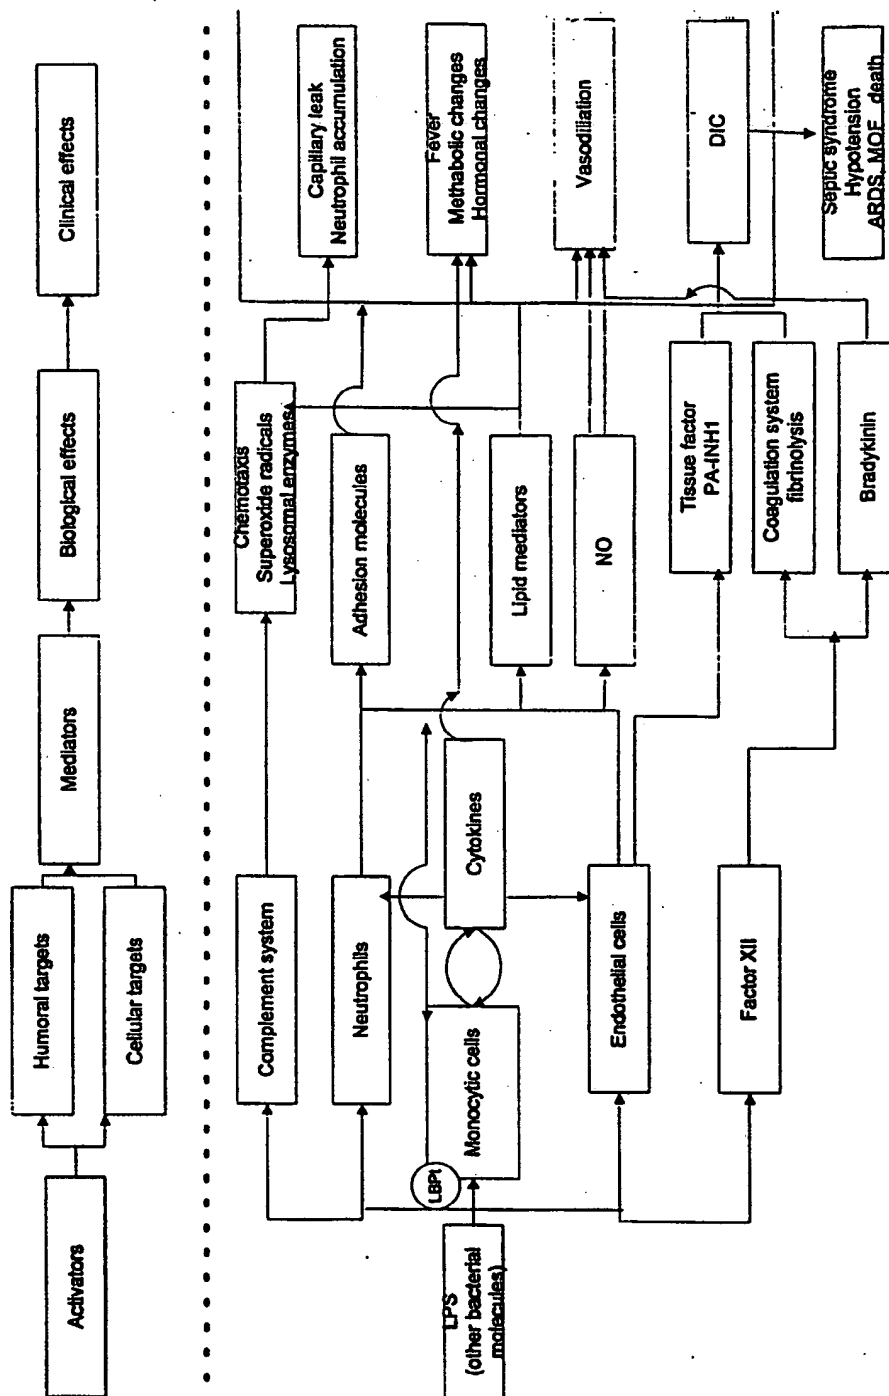 Activators
Humoral targets
Cellular targets
Mediators
Biological effects
Clinical effects
LPS
(other bacterial
molecules)
LBPt
Complement system
Neutrophils
Monocytic cells
Endothelial cells
Factor XII
Cytokines
Chemotaxis
Superoxide radicals
Lysosomal enzymes
Adhesion molecules
Lipid mediators
NO
Tissue factor
PA-INH1
Coagulation system
fibrinolysis
Bradykinin
Capillary leak
Neutrophil accumulation
Fever
Methabolic changes
Hormonal changes
Vasodiliation
DIC
Septic syndrome
Hypotension
ARDS, MOF, death